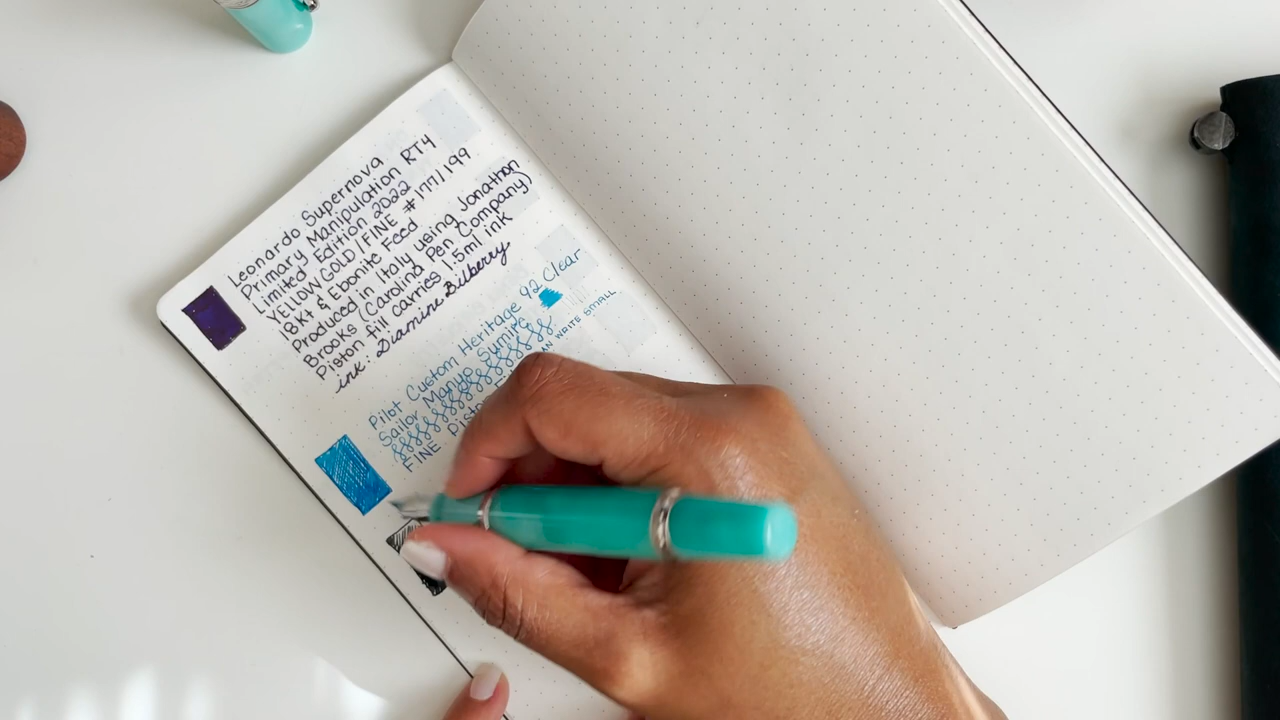 Leonardo Supernova
Primary Manipulation RT4
Limited Edition 2022
YELLOW GOLD/FINE #177/199
18Kt & Ebonite Feed
Produced in Italy using Jonathon
Brooks (Carolina Pen Company)
Piston fill carries 1.5ml ink
ink: Diamine Bilberry
Pilot Custom Heritage 92 Clear
Sailor Manyo Sumire
FINE
WRITE SMALL